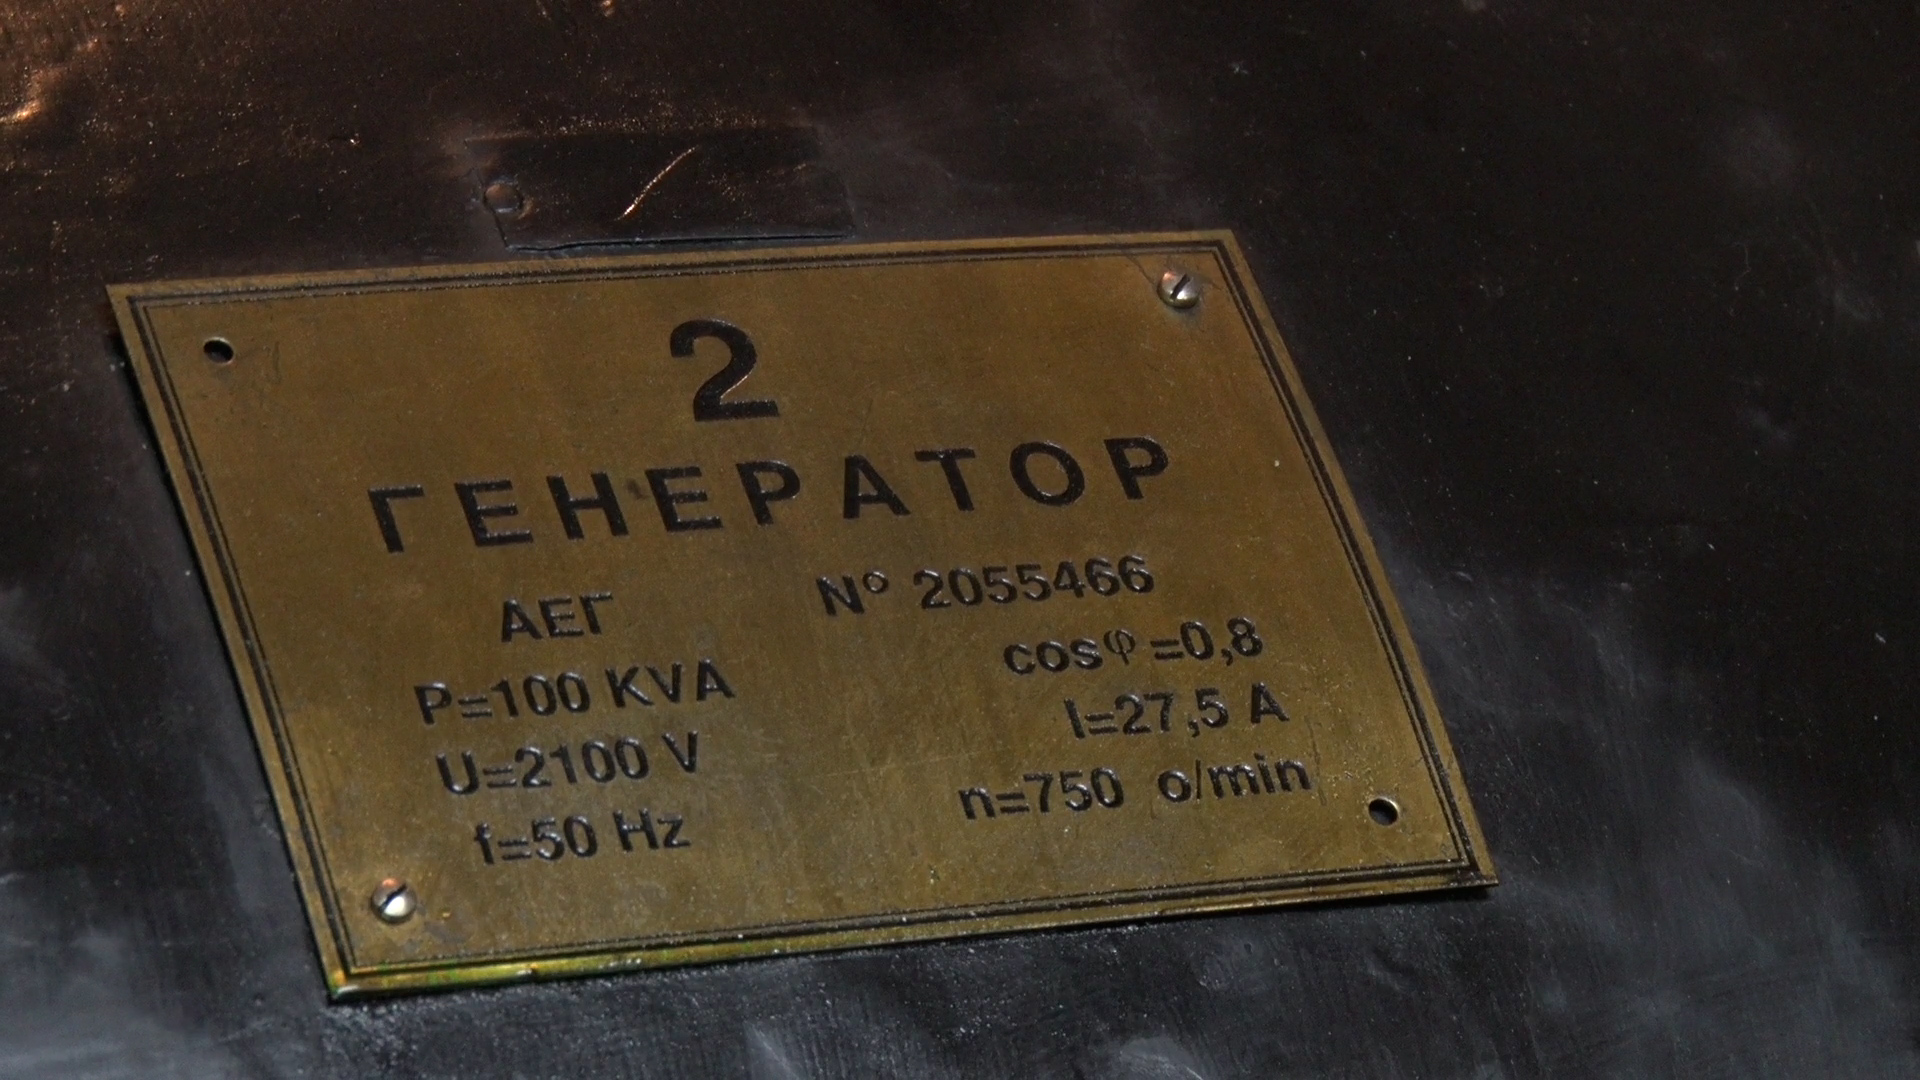 2
ГЕНЕРАТОР
АЕГ N° 2055466
P=100 KVA cosφ =0,8
U=2100 V I=27,5 A
f=50 Hz n=750 o/min